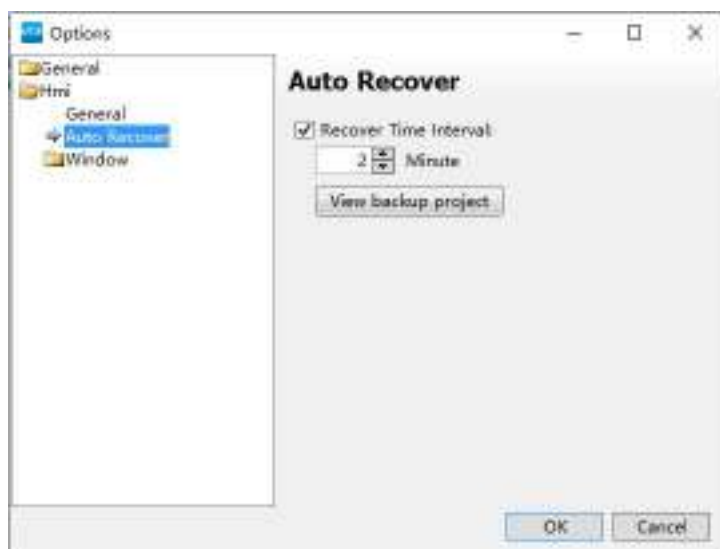 Options
General
Hmi
General
Auto Recover
Window
Auto Recover
Recover Time Interval:
2 Minute
View backup project
OK Cancel